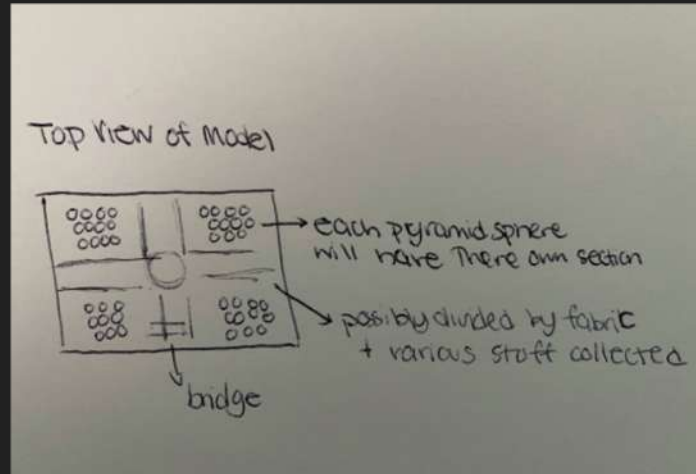 Top View of Model
each pyramid sphere
will have There own section
posibly divided by fabric
+ various stuff collected
bridge